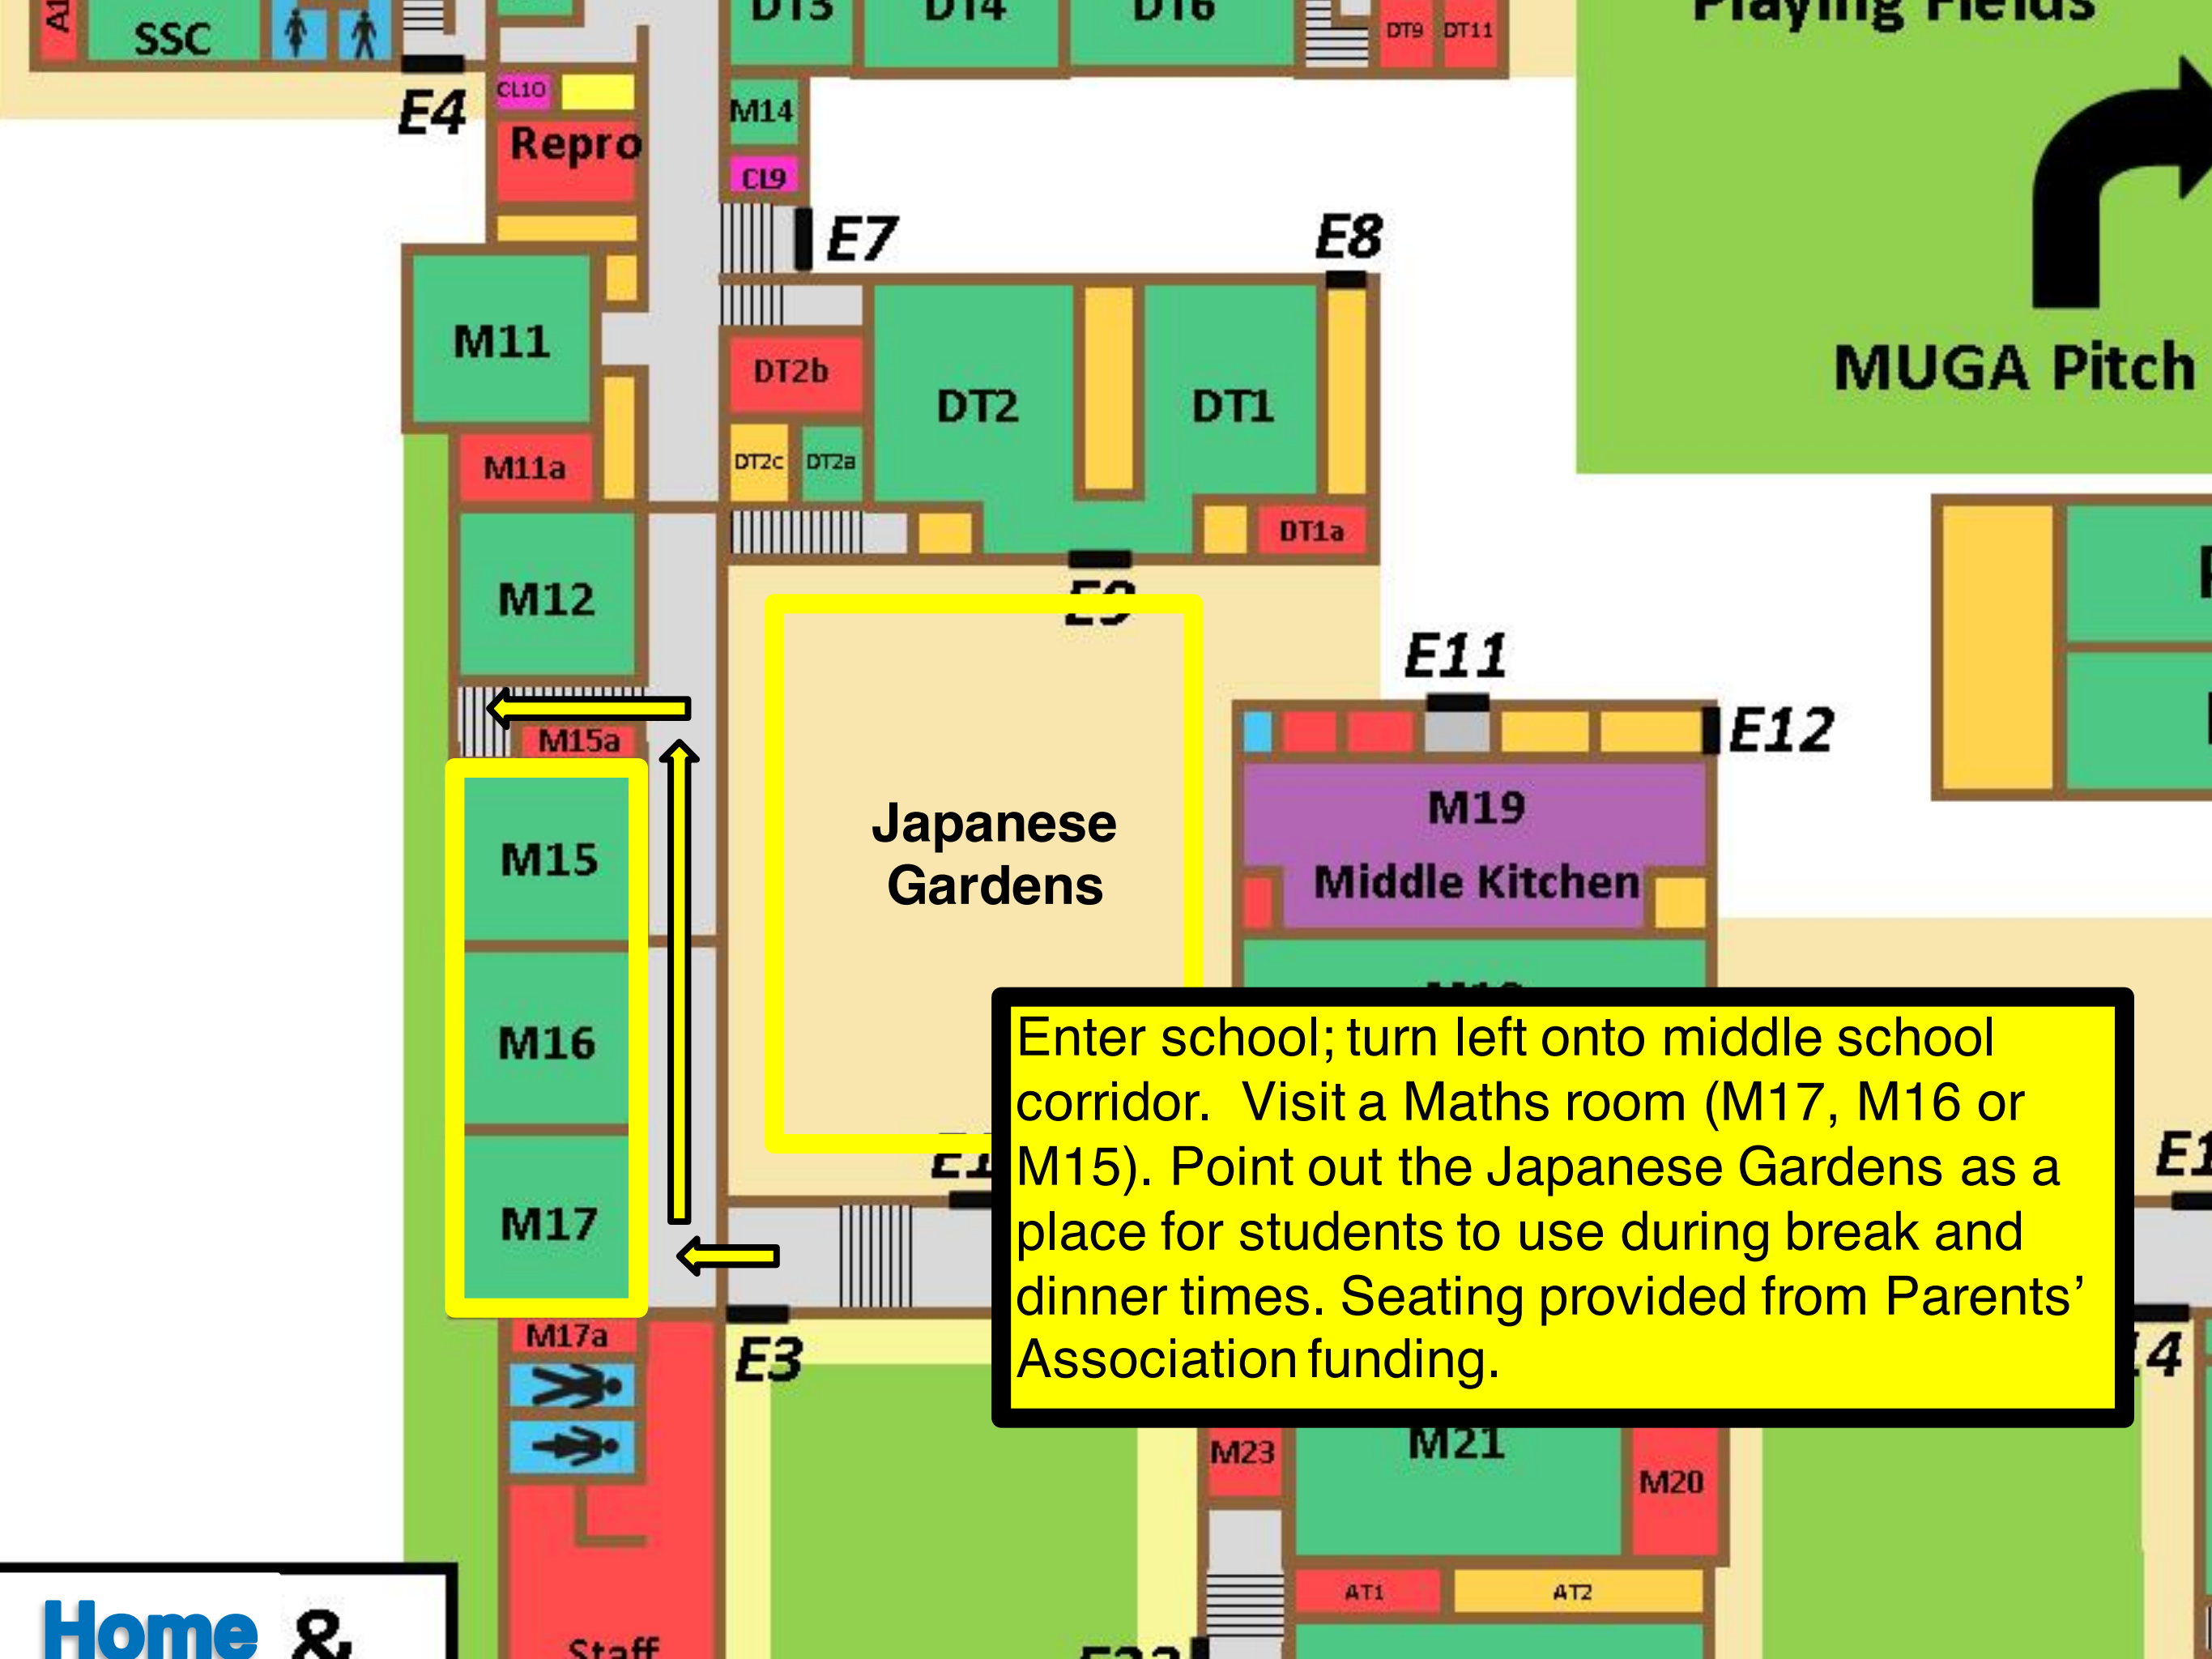 Playing Fields
DT3
DT4
DT6
DT9
DT11
SSC
CL10
M14
E4
Repro
CL9
E7
E8
M11
DT2b
DT2
DT1
MUGA Pitch
M11a
DT2c
DT2a
DT1a
M12
E9
E11
E12
M15a
M19
Middle Kitchen
Japanese
Gardens
M15
M16
M17
Enter school; turn left onto middle school
corridor. Visit a Maths room (M17, M16 or
M15). Point out the Japanese Gardens as a
place for students to use during break and
dinner times. Seating provided from Parents’
Association funding.
M17a
E3
M23
M21
M20
AT1
AT2
Home &
Staff